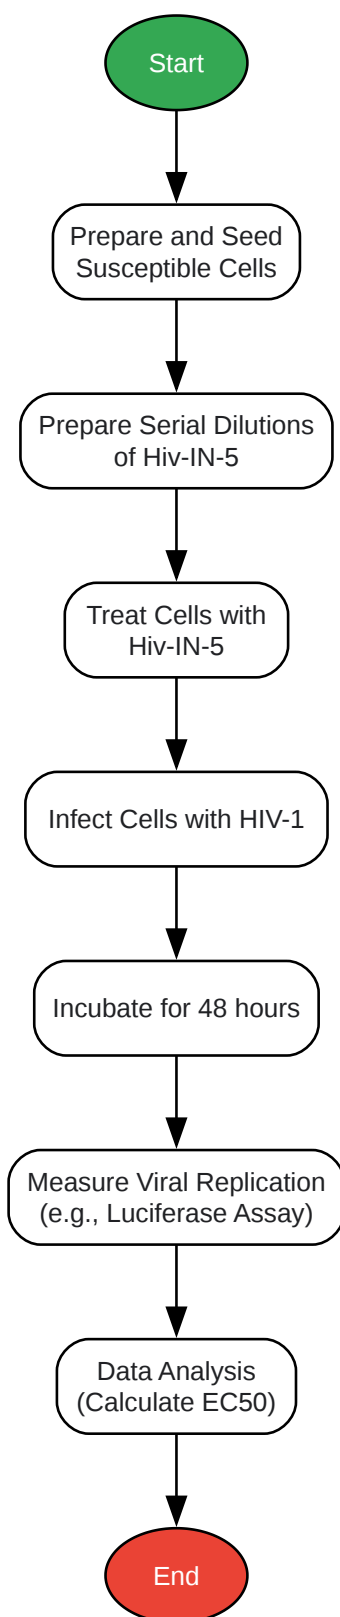 Start
Prepare and Seed
Susceptible Cells
Prepare Serial Dilutions
of Hiv-IN-5
Treat Cells with
Hiv-IN-5
Infect Cells with HIV-1
Incubate for 48 hours
Measure Viral Replication
(e.g., Luciferase Assay)
Data Analysis
(Calculate EC50)
End